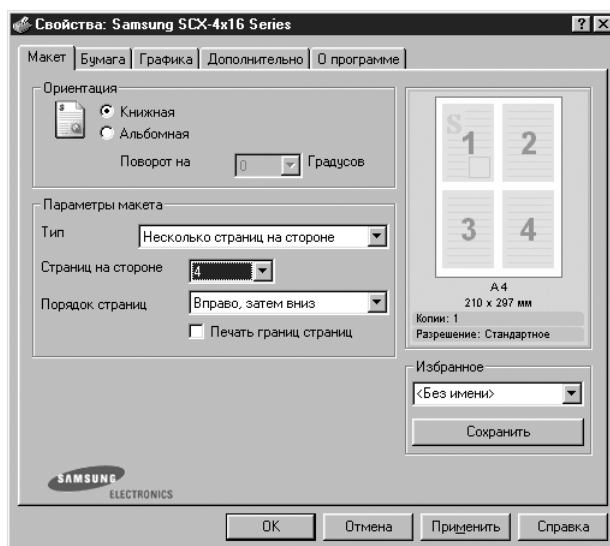 Свойства: Samsung SCX-4x16 Series
Макет Бумага Графика Дополнительно О программе
Ориентация
Книжная
Альбомная
Поворот на 0 Градусов
Параметры макета
Тип Несколько страниц на стороне
Страниц на стороне 4
Порядок страниц Вправо, затем вниз
Печать границ страниц
S
1 2
3 4
A4
210 x 297 мм
Копии: 1
Разрешение: Стандартное
Избранное
<Без имени>
Сохранить
SAMSUNG
ELECTRONICS
OK Отмена Применить Справка